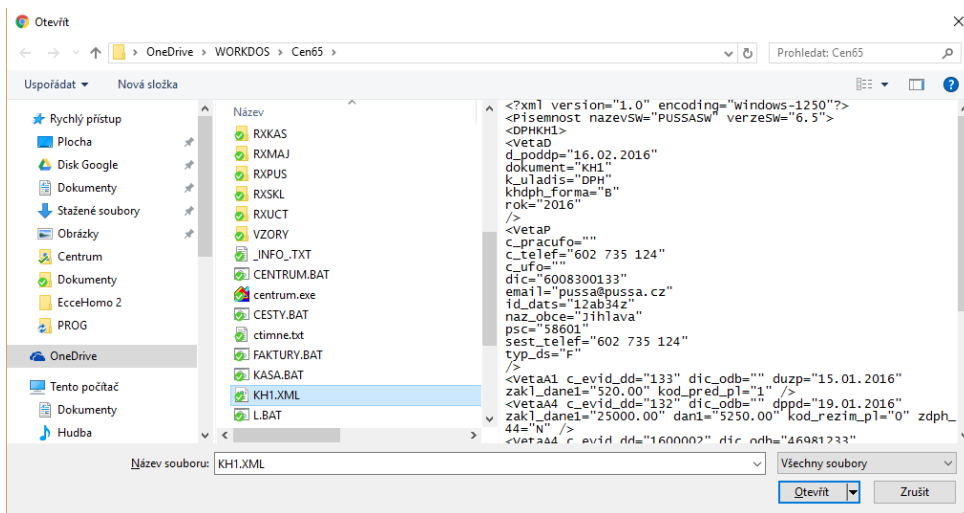 Otevřít
OneDrive > WORKDOS > Cen65 >
Prohledat: Cen65
Uspořádat
Nová složka
Rychlý přístup
Plocha
Disk Google
Dokumenty
Stažené soubory
Obrázky
Centrum
Dokumenty
EcceHomo 2
PROG
OneDrive
Tento počítač
Dokumenty
Hudba
Název
RXKAS
RXMAJ
RXPUS
RXSKL
RXUCT
VZORY
_INFO_.TXT
CENTRUM.BAT
centrum.exe
CESTY.BAT
ctimne.txt
FAKTURY.BAT
KASA.BAT
KH1.XML
L.BAT
<?xml version="1.0" encoding="windows-1250"?>
<Pisemnost nazevSW="PUSSASW" verzeSW="6.5">
<DPHKH1>
<VetaD
d_poddp="16.02.2016"
dokument="KH1"
k_uladis="DPH"
khdph_forma="B"
rok="2016"
/>
<VetaP
c_pracufo=""
c_telef="602 735 124"
c_ufo=""
dic="6008300133"
email="pussa@pussa.cz"
id_dats="12ab34z"
naz_obce="Jihlava"
psc="58601"
sest_telef="602 735 124"
typ_ds="F"
/>
<VetaA1 c_evid_dd="133" dic_odb="" duzp="15.01.2016"
zakl_dane1="520.00" kod_pred_pl="1" />
<VetaA4 c_evid_dd="132" dic_odb="" dppd="19.01.2016"
zakl_dane1="25000.00" dan1="5250.00" kod_rezim_pl="0" zdph_
44="N" />
<VetaA4 c_evid_dd="1600002" dic_odb="46981233"
Název souboru:
KH1.XML
Všechny soubory
Otevřít
Zrušit